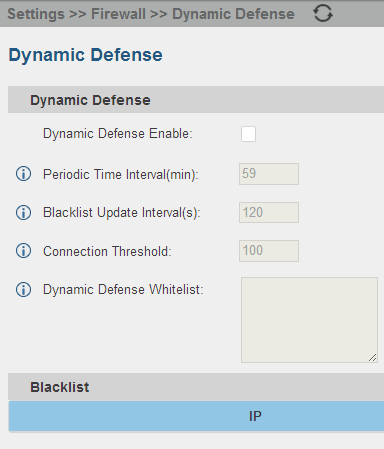 Settings >> Firewall >> Dynamic Defense
Dynamic Defense
Dynamic Defense
Dynamic Defense Enable:
Periodic Time Interval(min): 59
Blacklist Update Interval(s): 120
Connection Threshold: 100
Dynamic Defense Whitelist:
Blacklist
IP